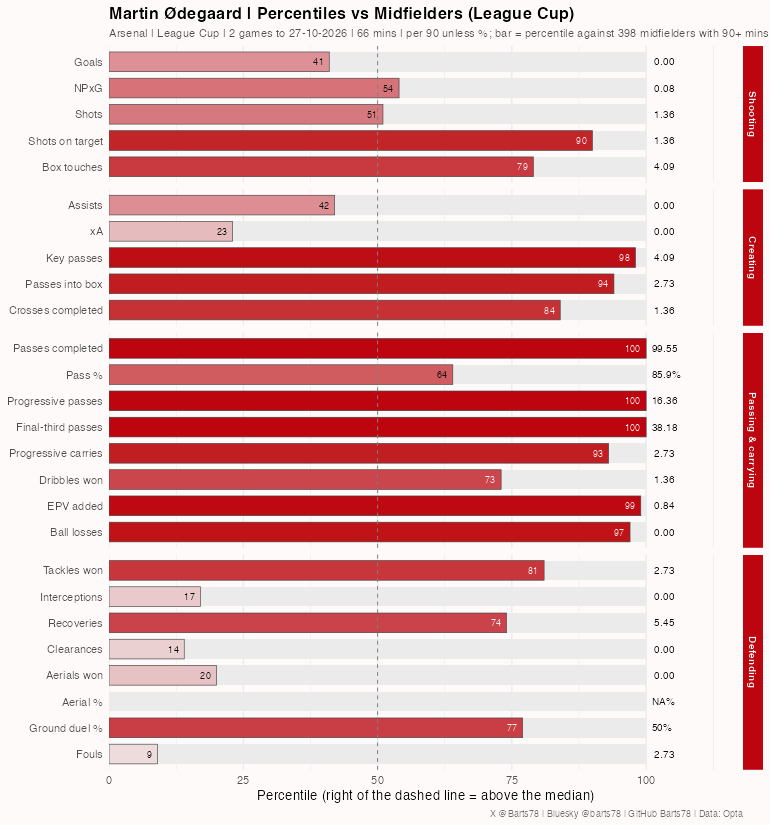 Martin Ødegaard | Percentiles vs Midfielders (League Cup)
Arsenal | League Cup | 2 games to 27-10-2026 | 66 mins | per 90 unless %; bar = percentile against 398 midfielders with 90+ mins
Goals 41 0.00
NPxG 54 0.08
Shots 51 1.36
Shots on target 90 1.36
Box touches 79 4.09
Shooting
Assists 42 0.00
xA 23 0.00
Key passes 98 4.09
Passes into box 94 2.73
Crosses completed 84 1.36
Creating
Passes completed 100 99.55
Pass % 64 85.9%
Progressive passes 100 16.36
Final-third passes 100 38.18
Progressive carries 93 2.73
Dribbles won 73 1.36
EPV added 99 0.84
Ball losses 97 0.00
Passing & carrying
Tackles won 81 2.73
Interceptions 17 0.00
Recoveries 74 5.45
Clearances 14 0.00
Aerials won 20 0.00
Aerial % NA%
Ground duel % 77 50%
Fouls 9 2.73
Defending
0 25 50 75 100
Percentile (right of the dashed line = above the median)
X @Barts78 | Bluesky @barts78 | GitHub Barts78 | Data: Opta